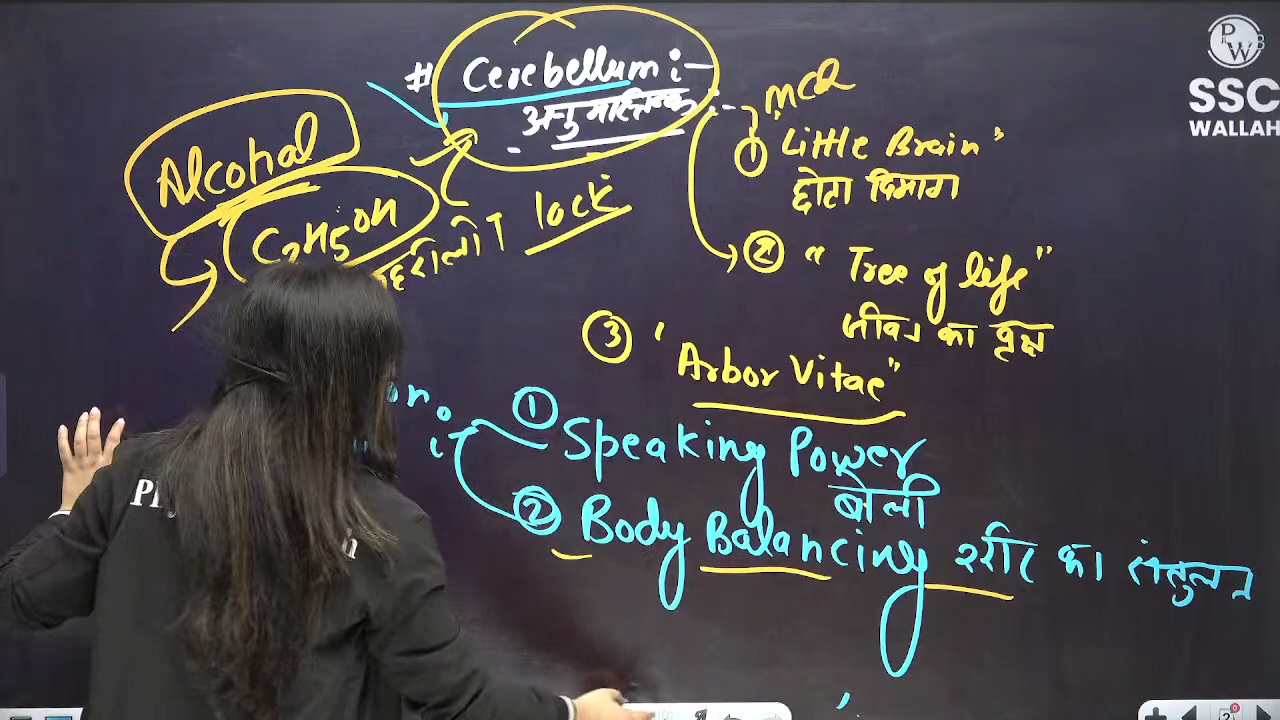 # Cerebellum :-
अनु मस्तिष्क :-
MCQ
① "Little Brain"
छोटा दिमाग
② "Tree of life"
जीवन का वृक्ष
③ 'Arbor Vitae"
Alcohal
C2H5OH
lock
① Speaking Power
बोली
② Body Balancing शरीर का संतुलन
PW
SSC
WALLAH